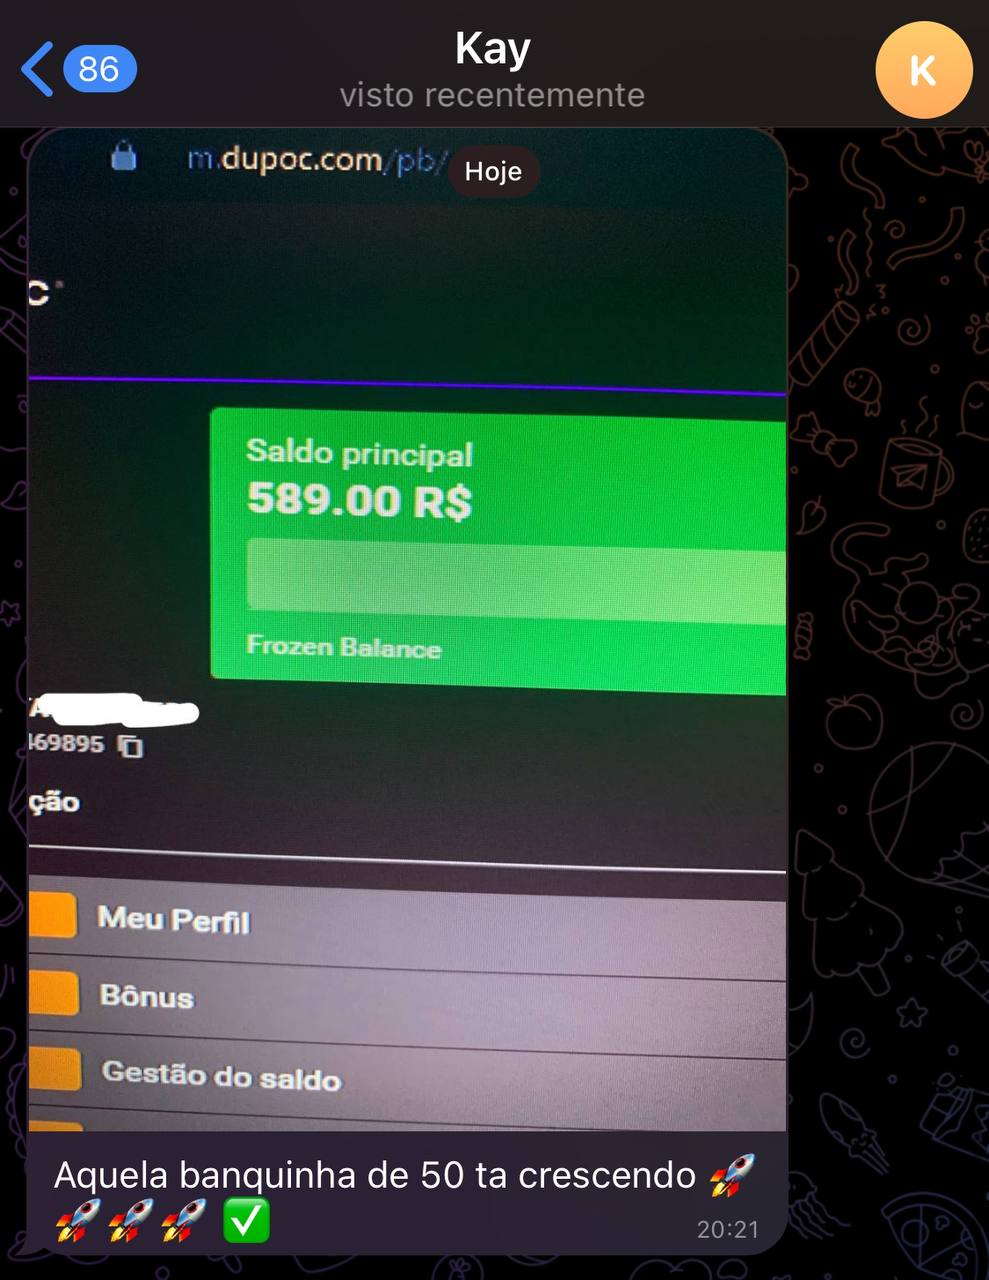 86
Kay
visto recentemente
K
m.dupoc.com/pb/
Hoje
C
Saldo principal
589.00 R$
Frozen Balance
469895
ção
Meu Perfil
Bônus
Gestão do saldo
Aquela banquinha de 50 ta crescendo 🚀
🚀🚀🚀 ✅
20:21